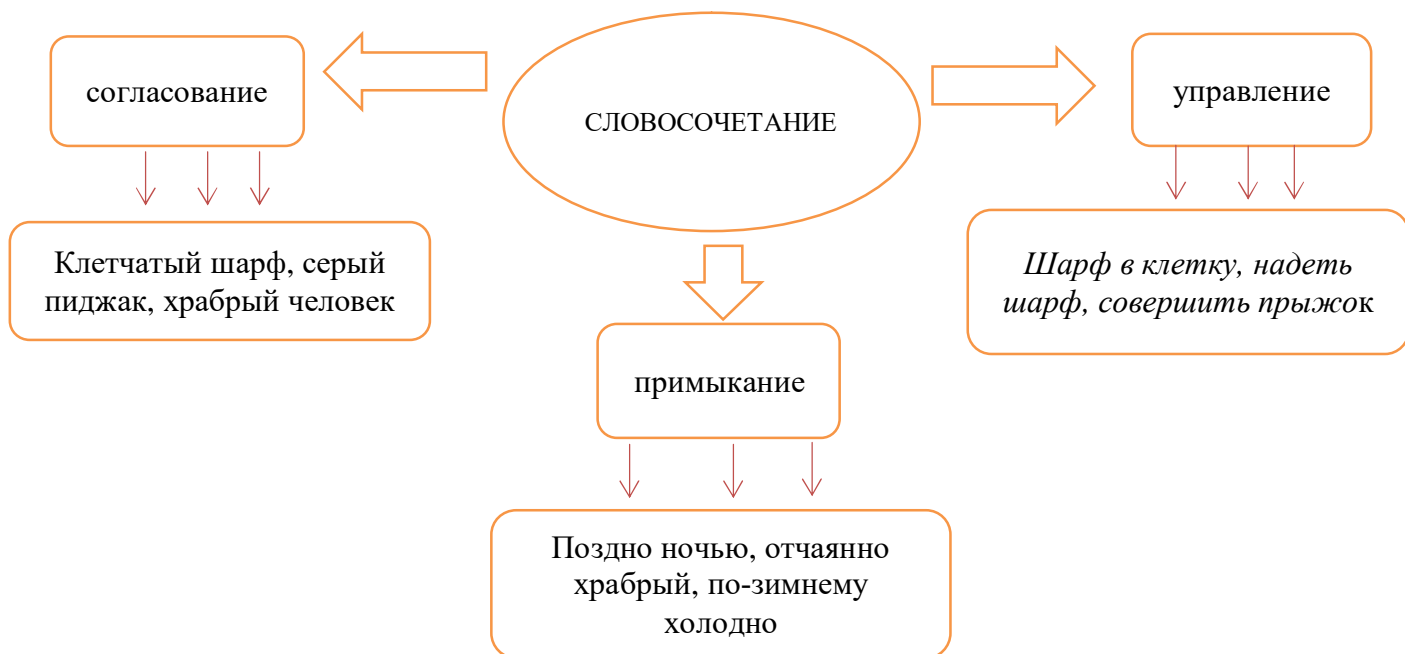 согласование
СЛОВОСОЧЕТАНИЕ
управление
Клетчатый шарф, серый
пиджак, храбрый человек
Шарф в клетку, надеть
шарф, совершить прыжок
примыкание
Поздно ночью, отчаянно
храбрый, по-зимнему
холодно